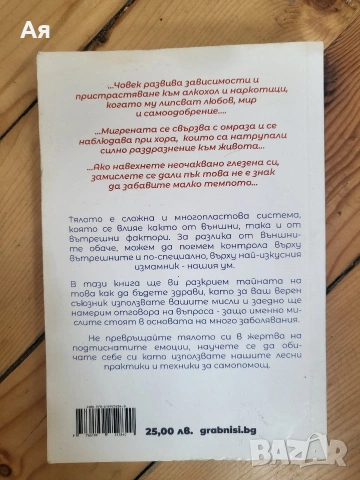 Ая
...Човек развива зависимости и
пристрастяване към алкохол и наркотици,
когато му липсват любов, мир
и самоодобрение....
...Мигрената се свързва с омраза и се
наблюдава при хора, които са натрупали
силно раздразнение към живота...
...Ако навехнете неочаквано глезена си,
замислете се дали пък това не е знак
да забавите малко темпото...
Тялото е сложна и многопластова система,
която се влияе както от външни, така и от
вътрешни фактори. За разлика от външни-
те обаче, можем да поемем контрола върху
вътрешните и по-специално, върху най-изкусния
измамник - нашия ум.
В тази книга ще ви разкрием тайната на
това как да бъдете здрави, като за ваш верен
съюзник използвате вашите мисли и заедно ще
намерим отговора на въпроса - защо именно ми-
слите стоят в основата на много заболявания.
Не превръщайте тялото си в жертва на
подтиснатите емоции, научете се да оби-
чате себе си като използвате нашите лесни
практики и техники за самопомощ.
25,00 лв. grabnisi.bg
BAZAR